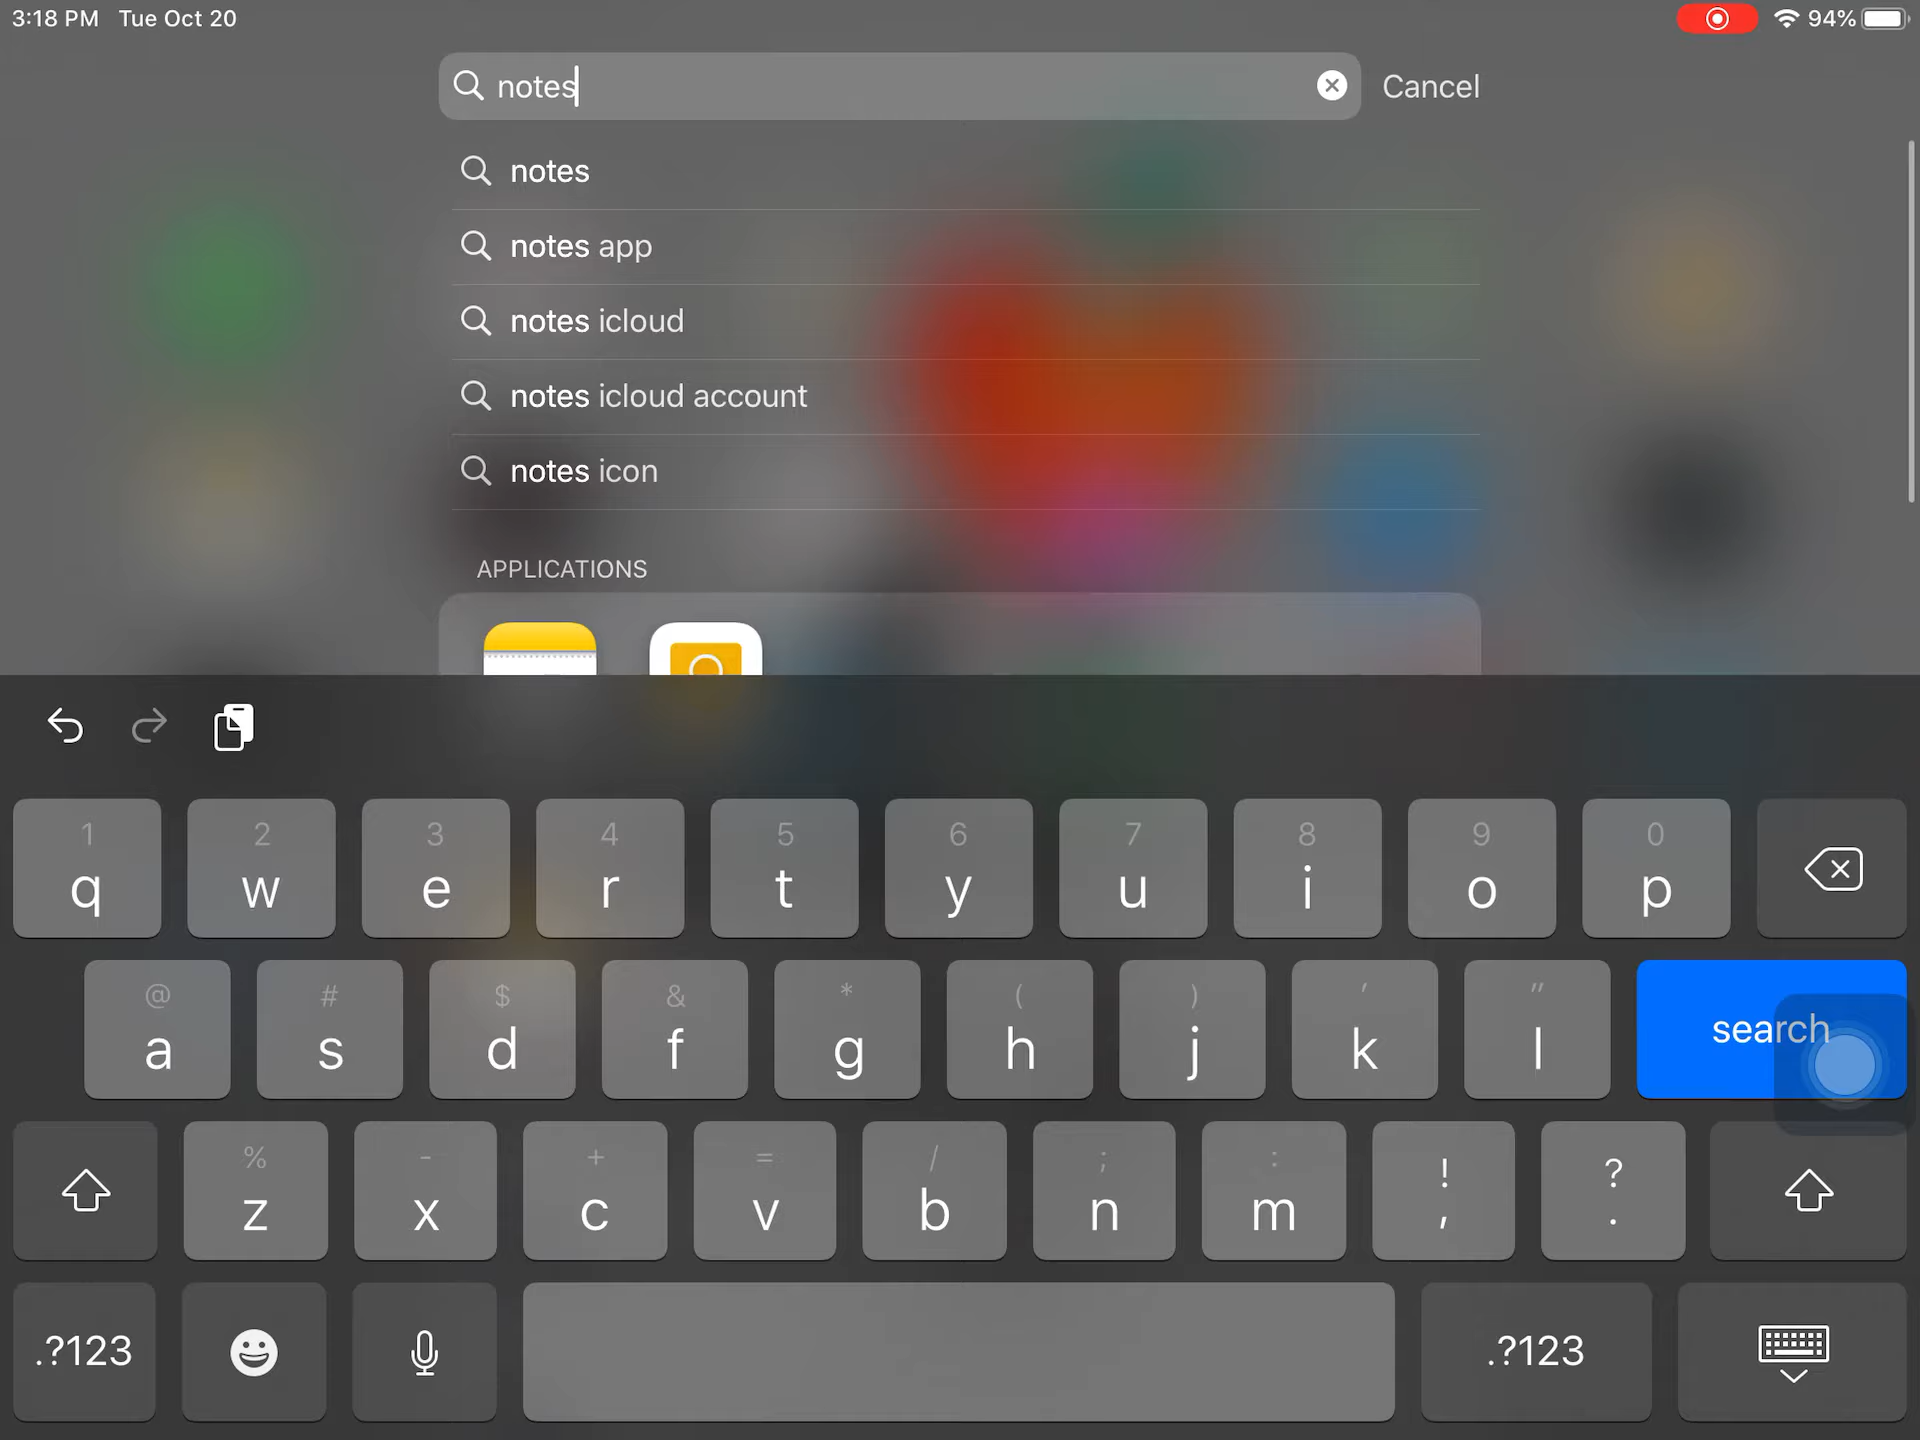 3:18 PM Tue Oct 20 94%
notes Cancel
notes
notes app
notes icloud
notes icloud account
notes icon
APPLICATIONS
1 2 3 4 5 6 7 8 9 0
q w e r t y u i o p
@ # $ & * ( ) ' "
a s d f g h j k l search
% - + = / ; : ! ?
z x c v b n m , .
.?123 .?123